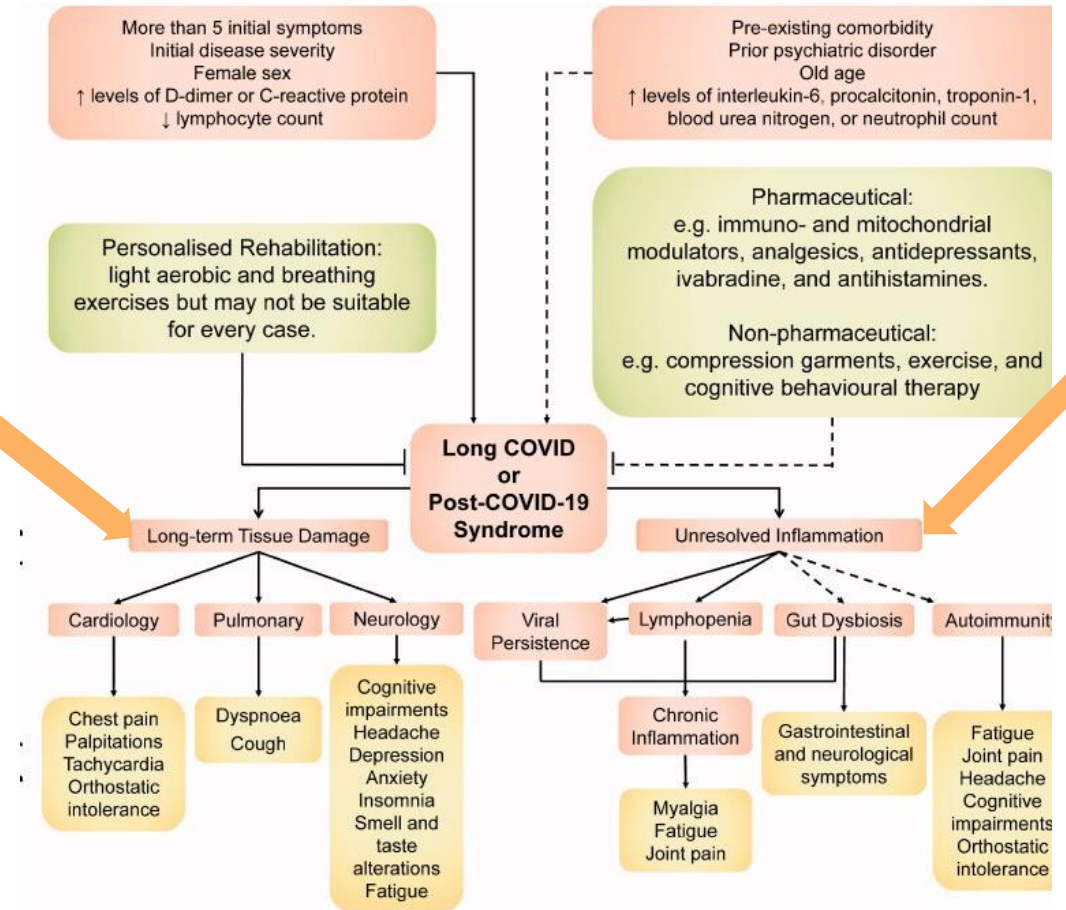 More than 5 initial symptoms
Initial disease severity
Female sex
↑ levels of D-dimer or C-reactive protein
↓ lymphocyte count
Pre-existing comorbidity
Prior psychiatric disorder
Old age
↑ levels of interleukin-6, procalcitonin, troponin-1,
blood urea nitrogen, or neutrophil count
Personalised Rehabilitation:
light aerobic and breathing
exercises but may not be suitable
for every case.
Pharmaceutical:
e.g. immuno- and mitochondrial
modulators, analgesics, antidepressants,
ivabradine, and antihistamines.
Non-pharmaceutical:
e.g. compression garments, exercise, and
cognitive behavioural therapy
Long COVID
or
Post-COVID-19
Syndrome
Long-term Tissue Damage
Unresolved Inflammation
Cardiology
Pulmonary
Neurology
Viral
Persistence
Lymphopenia
Gut Dysbiosis
Autoimmunity
Chest pain
Palpitations
Tachycardia
Orthostatic
intolerance
Dyspnoea
Cough
Cognitive
impairments
Headache
Depression
Anxiety
Insomnia
Smell and
taste
alterations
Fatigue
Chronic
Inflammation
Myalgia
Fatigue
Joint pain
Gastrointestinal
and neurological
symptoms
Fatigue
Joint pain
Headache
Cognitive
impairments
Orthostatic
intolerance